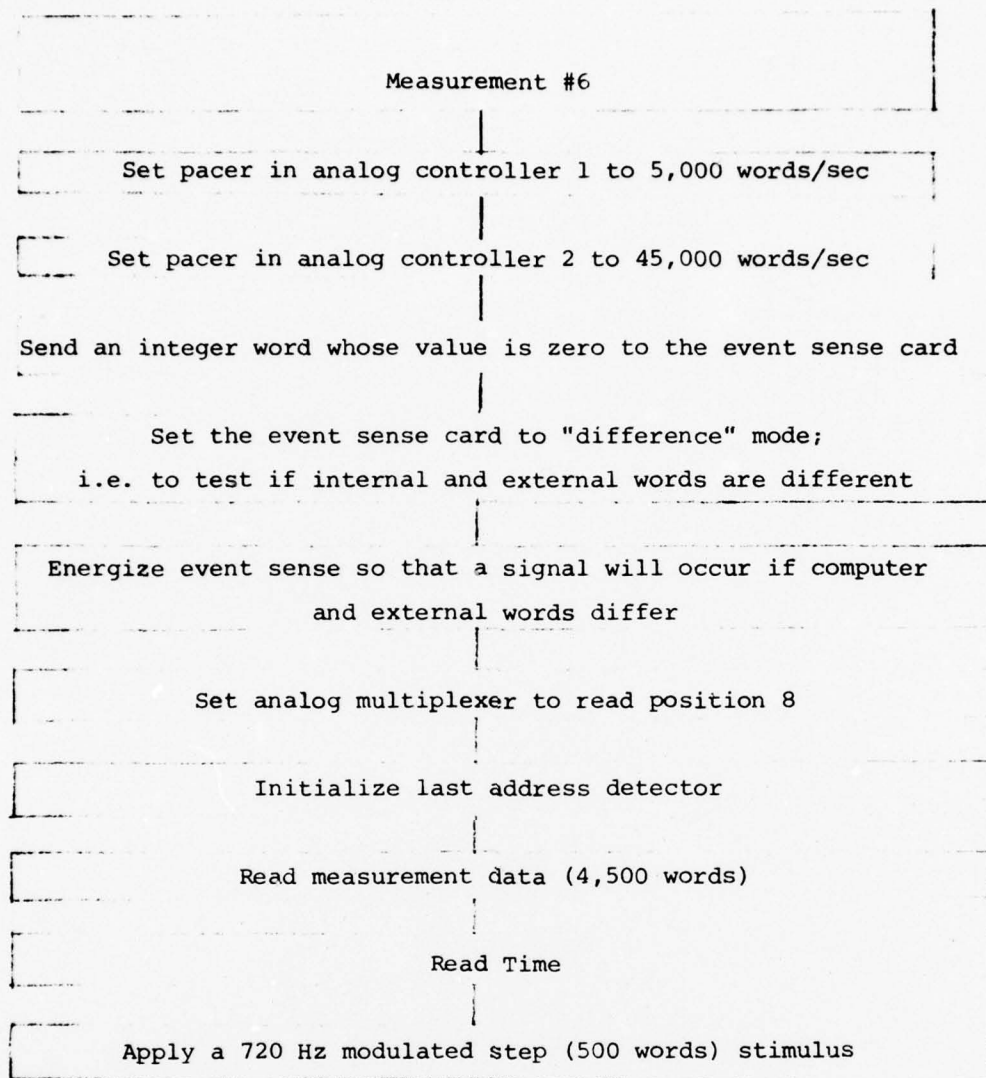 Measurement #6
Set pacer in analog controller 1 to 5,000 words/sec
Set pacer in analog controller 2 to 45,000 words/sec
Send an integer word whose value is zero to the event sense card
Set the event sense card to "difference" mode;
i.e. to test if internal and external words are different
Energize event sense so that a signal will occur if computer
and external words differ
Set analog multiplexer to read position 8
Initialize last address detector
Read measurement data (4,500 words)
Read Time
Apply a 720 Hz modulated step (500 words) stimulus